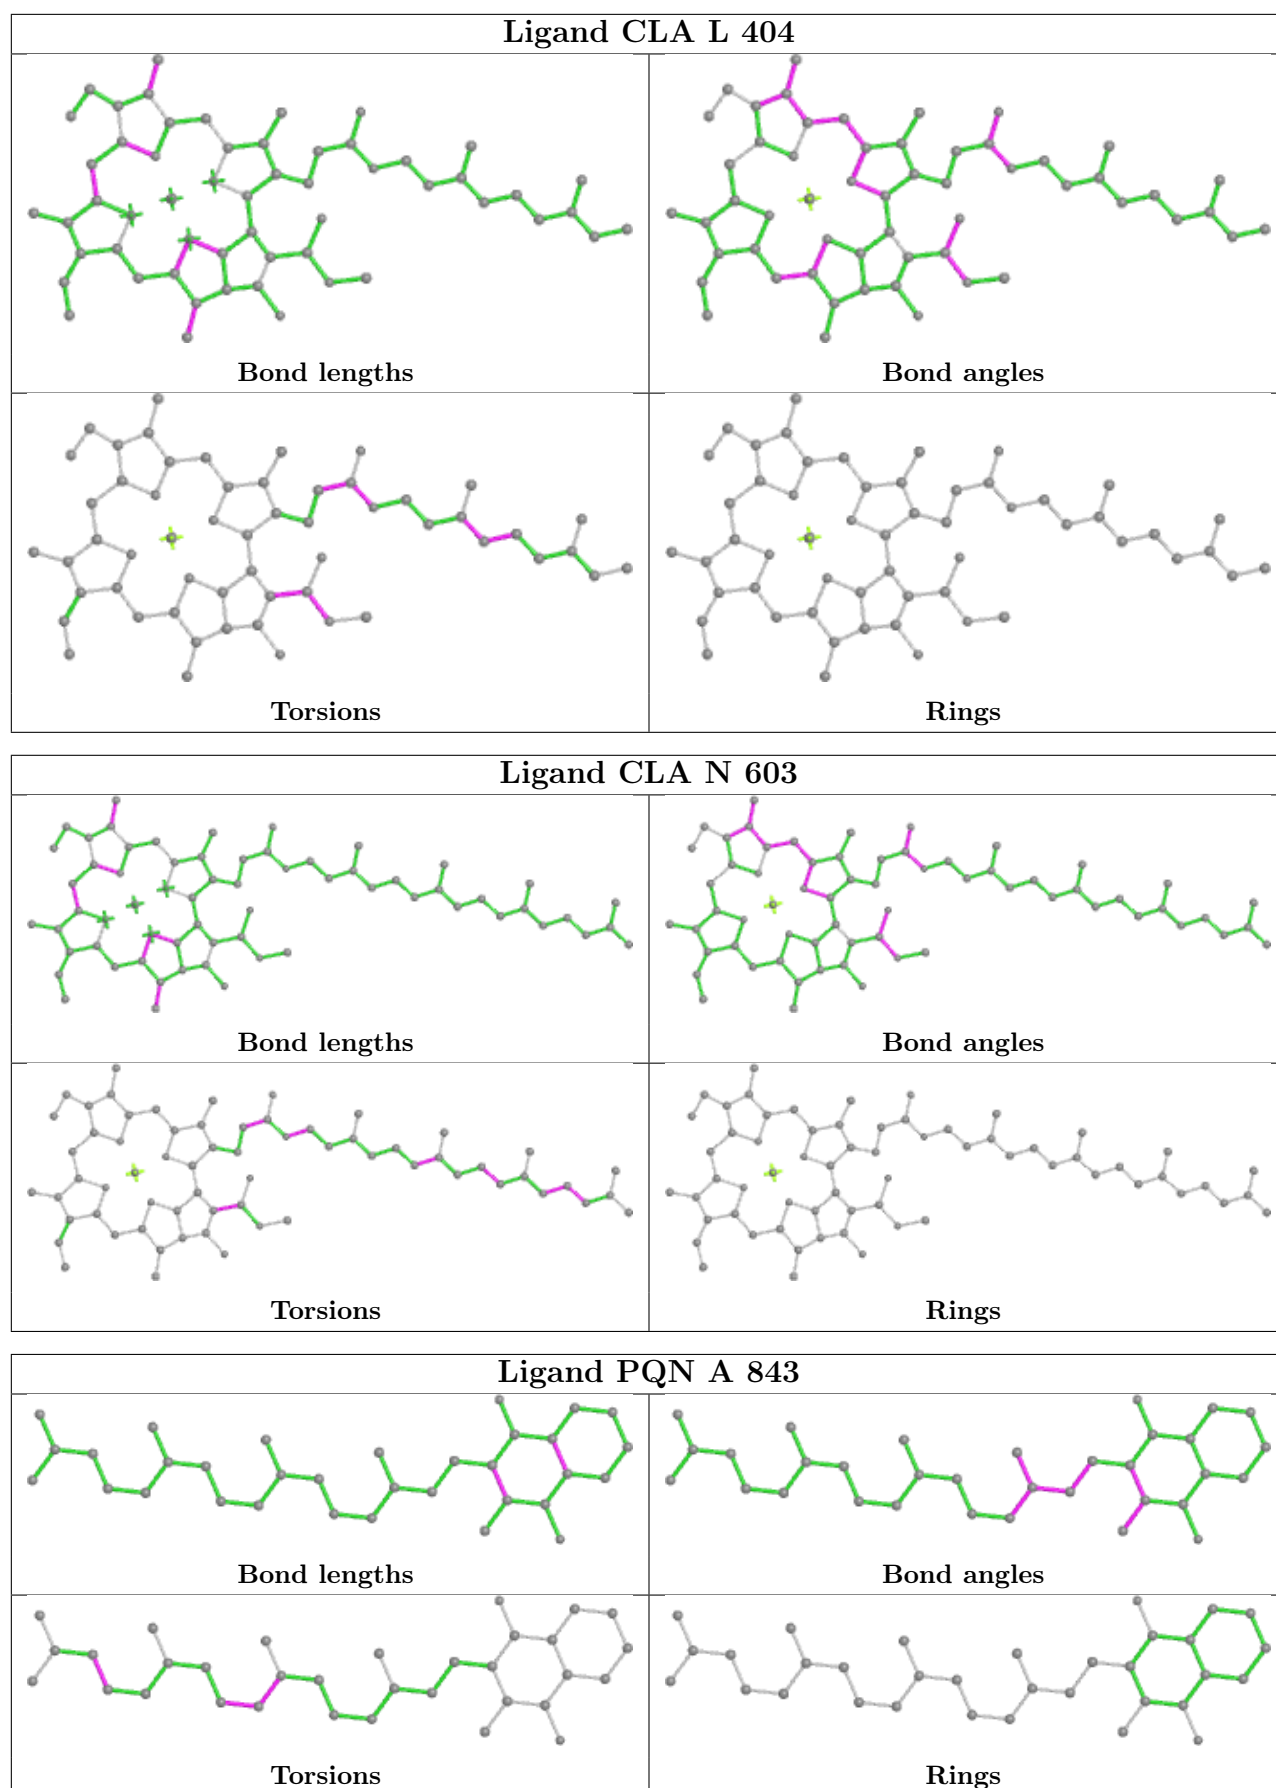 Ligand CLA L 404
Bond lengths
Bond angles
Torsions
Rings
Ligand CLA N 603
Bond lengths
Bond angles
Torsions
Rings
Ligand PQN A 843
Bond lengths
Bond angles
Torsions
Rings